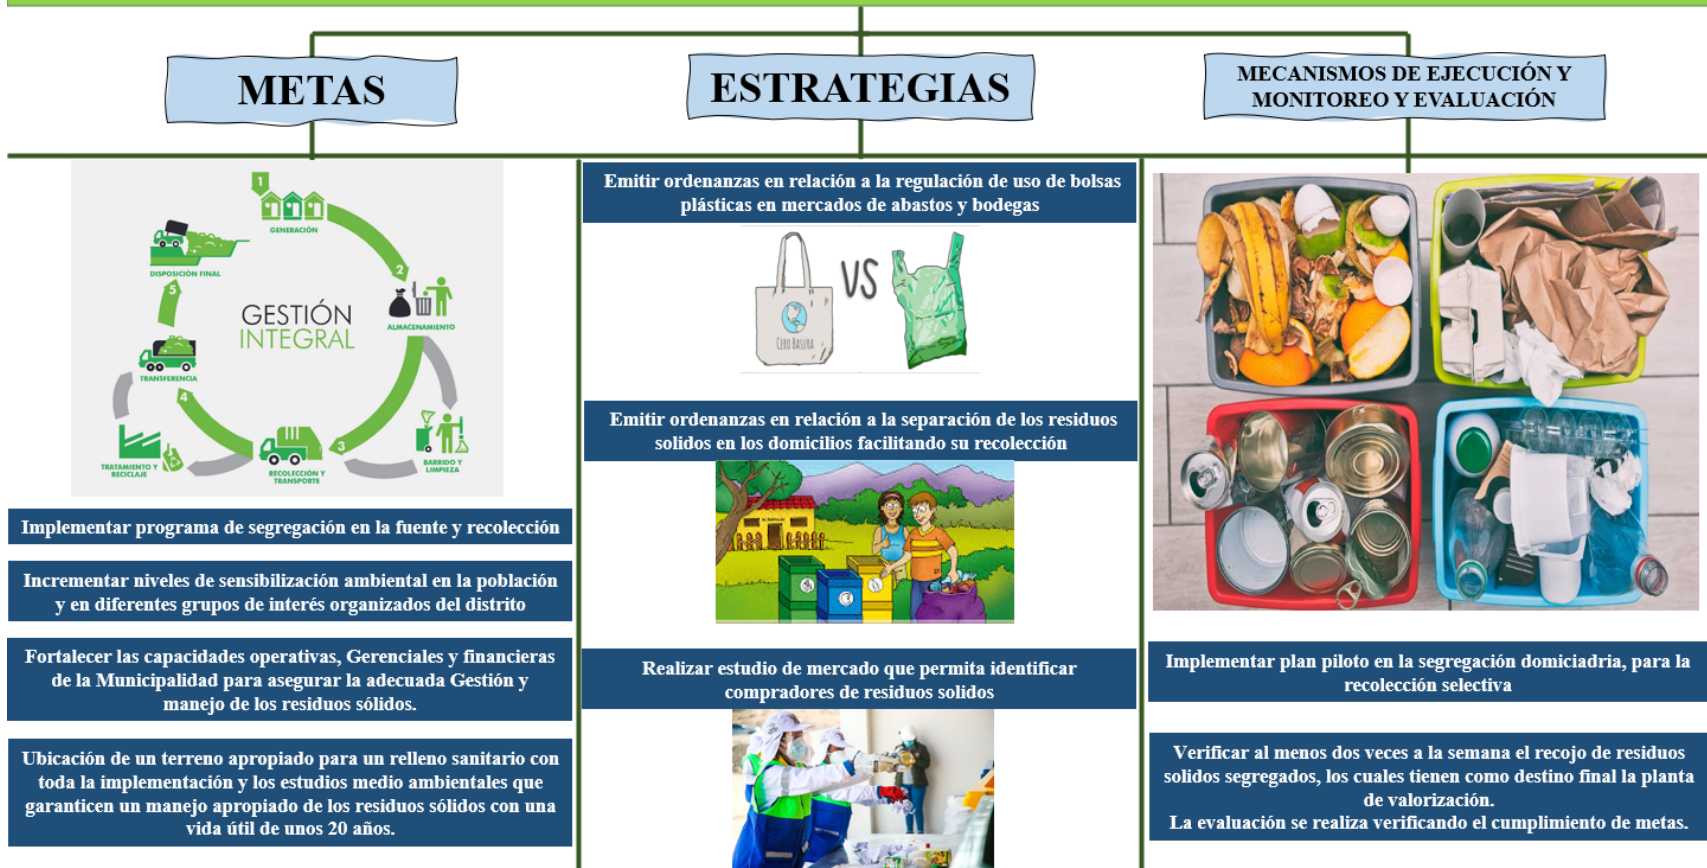 METAS
1
GENERACIÓN
2
ALMACENAMIENTO
DISPOSICIÓN FINAL
5
GESTIÓN
INTEGRAL
TRANSFERENCIA
4
3
TRATAMIENTO Y
RECICLAJE
RECOLECCIÓN Y
TRANSPORTE
BARRIDO Y
LIMPIEZA
Implementar programa de segregación en la fuente y recolección
Incrementar niveles de sensibilización ambiental en la población
y en diferentes grupos de interés organizados del distrito
Fortalecer las capacidades operativas, Gerenciales y financieras
de la Municipalidad para asegurar la adecuada Gestión y
manejo de los residuos sólidos.
Ubicación de un terreno apropiado para un relleno sanitario con
toda la implementación y los estudios medio ambientales que
garanticen un manejo apropiado de los residuos sólidos con una
vida útil de unos 20 años.
ESTRATEGIAS
Emitir ordenanzas en relación a la regulación de uso de bolsas
plásticas en mercados de abastos y bodegas
VS
CERO BASURA
Emitir ordenanzas en relación a la separación de los residuos
solidos en los domicilios facilitando su recolección
Realizar estudio de mercado que permita identificar
compradores de residuos solidos
MECANISMOS DE EJECUCIÓN Y
MONITOREO Y EVALUACIÓN
Implementar plan piloto en la segregación domiciadria, para la
recolección selectiva
Verificar al menos dos veces a la semana el recojo de residuos
solidos segregados, los cuales tienen como destino final la planta
de valorización.
La evaluación se realiza verificando el cumplimiento de metas.